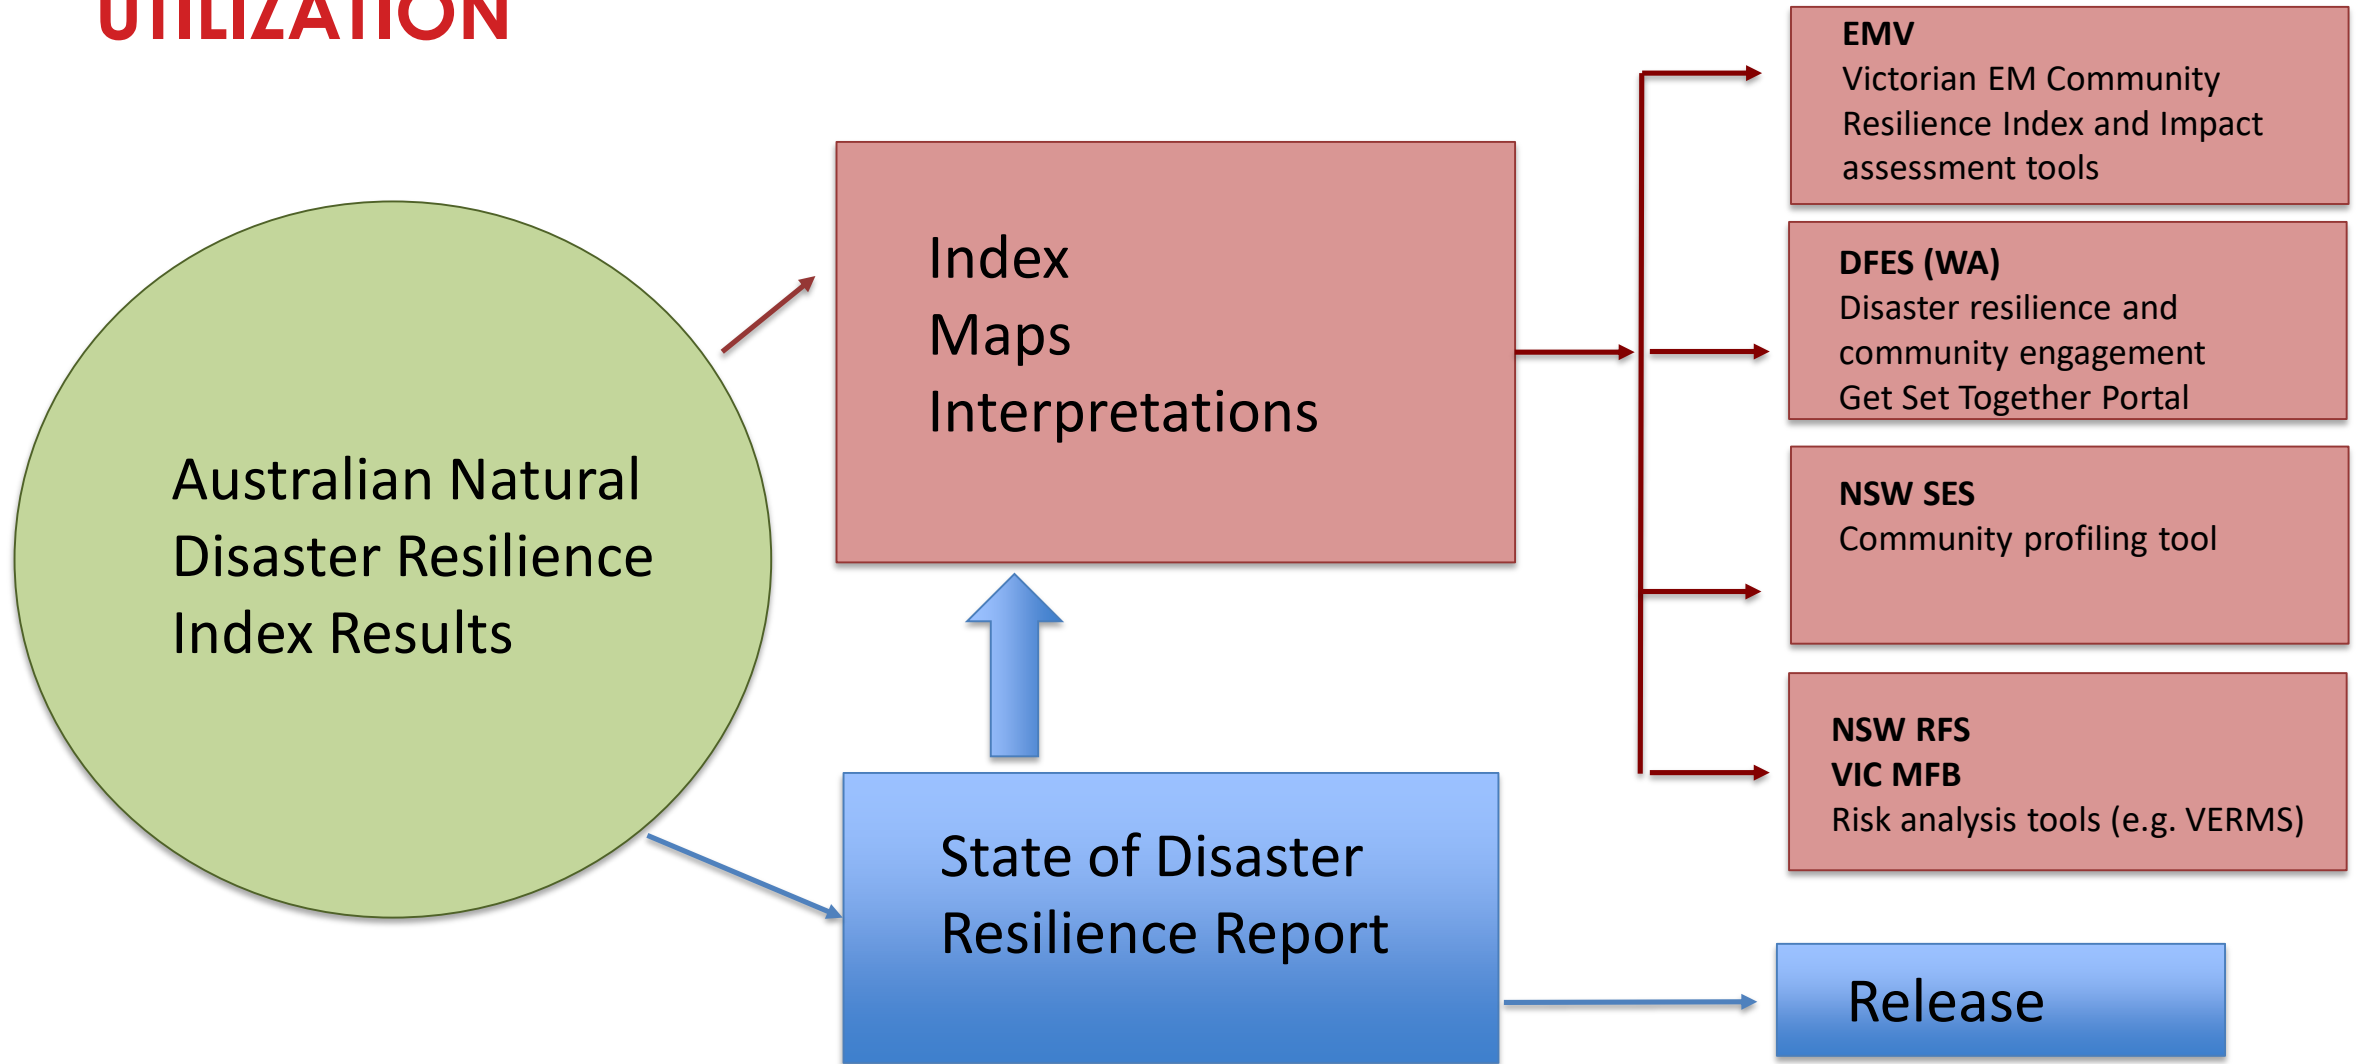 UTILIZATION
Australian Natural
Disaster Resilience
Index Results
Index
Maps
Interpretations
State of Disaster
Resilience Report
EMV
Victorian EM Community
Resilience Index and Impact
assessment tools
DFES (WA)
Disaster resilience and
community engagement
Get Set Together Portal
NSW SES
Community profiling tool
NSW RFS
VIC MFB
Risk analysis tools (e.g. VERMS)
Release